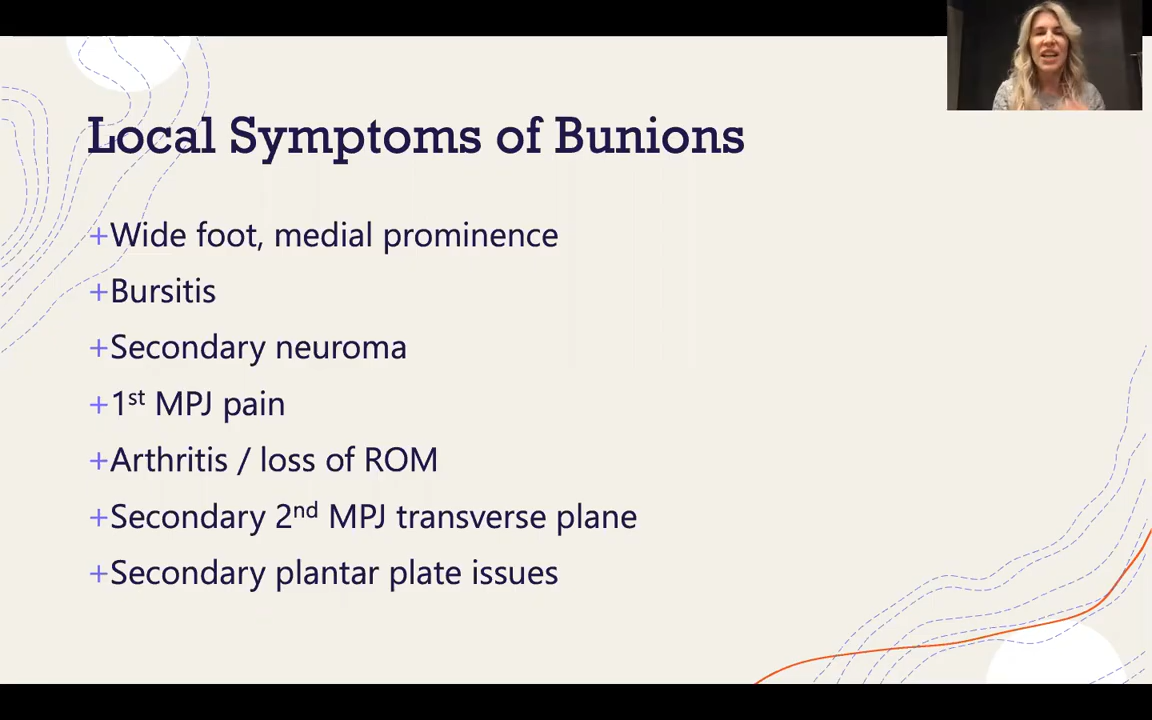 Local Symptoms of Bunions
+Wide foot, medial prominence
+Bursitis
+Secondary neuroma
+1st MPJ pain
+Arthritis / loss of ROM
+Secondary 2nd MPJ transverse plane
+Secondary plantar plate issues